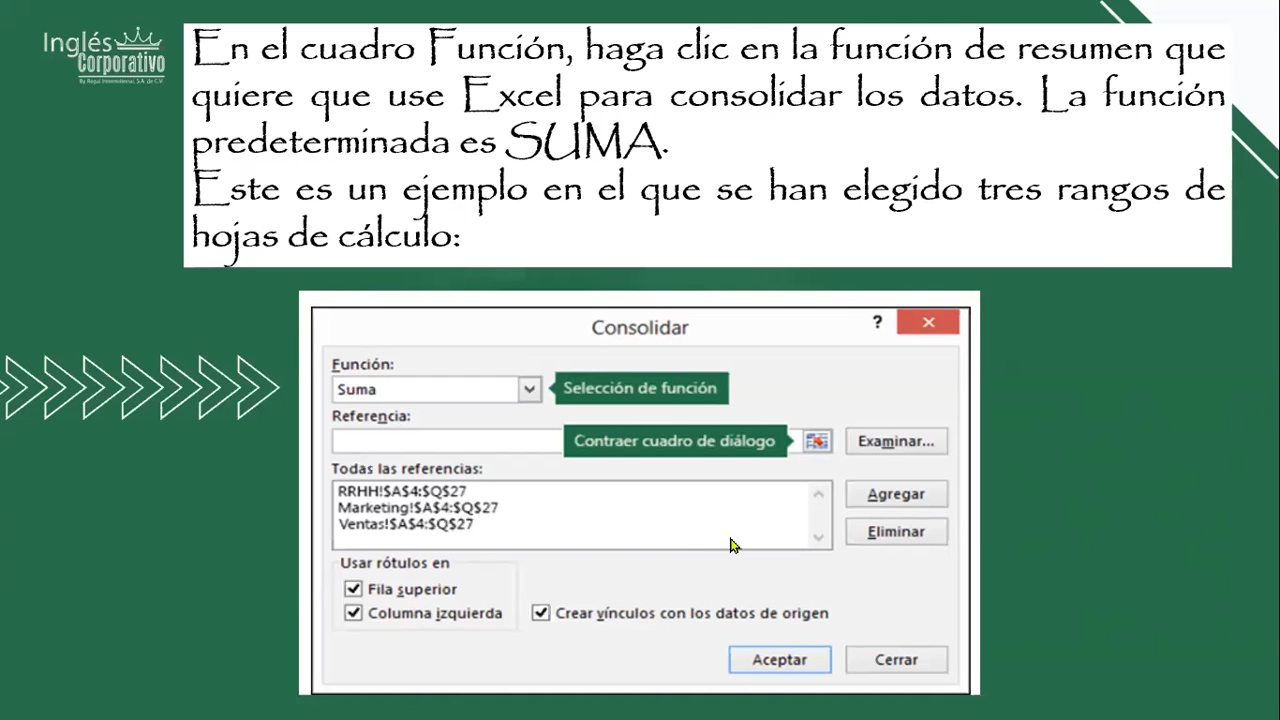 Inglés
Corporativo
En el cuadro Función, haga clic en la función de resumen que
quiere que use Excel para consolidar los datos. La función
predeterminada es SUMA.
Este es un ejemplo en el que se han elegido tres rangos de
hojas de cálculo:
Consolidar
?
Función:
Suma
Selección de función
Referencia:
Contraer cuadro de diálogo
Examinar...
Todas las referencias:
RRHH!$A$4:$Q$27
Marketing!$A$4:$Q$27
Ventas!$A$4:$Q$27
Agregar
Eliminar
Usar rótulos en
Fila superior
Columna izquierda
Crear vínculos con los datos de origen
Aceptar
Cerrar